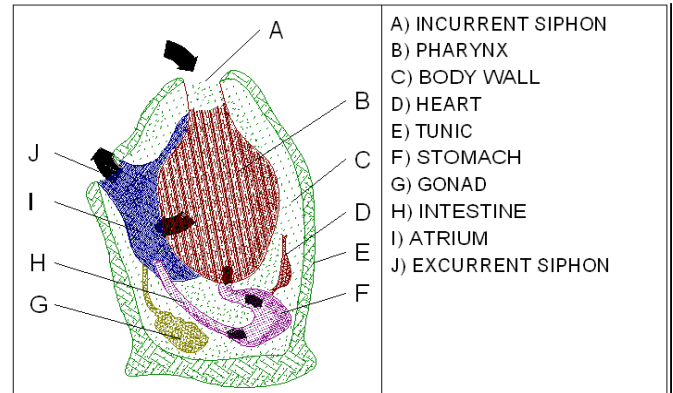 A
B
J
C
I
D
E
H
F
G
A) INCURRENT SIPHON
B) PHARYNX
C) BODY WALL
D) HEART
E) TUNIC
F) STOMACH
G) GONAD
H) INTESTINE
I) ATRIUM
J) EXCURRENT SIPHON